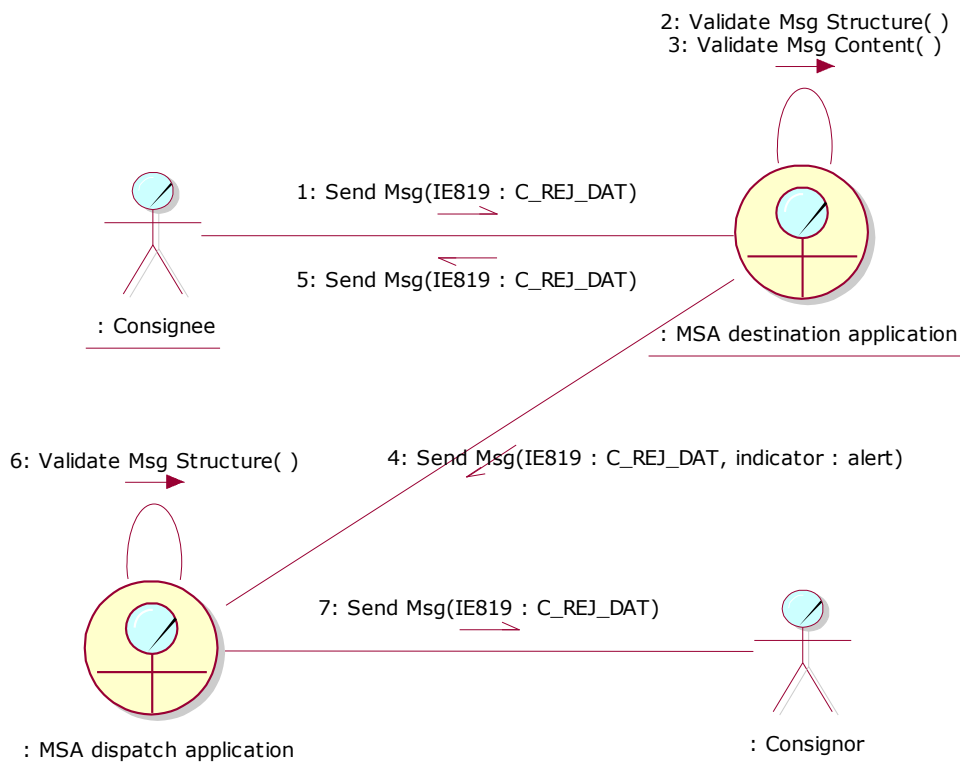 2: Validate Msg Structure( )
3: Validate Msg Content( )
1: Send Msg(IE819 : C_REJ_DAT)
5: Send Msg(IE819 : C_REJ_DAT)
: Consignee
: MSA destination application
6: Validate Msg Structure( )
4: Send Msg(IE819 : C_REJ_DAT, indicator : alert)
7: Send Msg(IE819 : C_REJ_DAT)
: MSA dispatch application
: Consignor